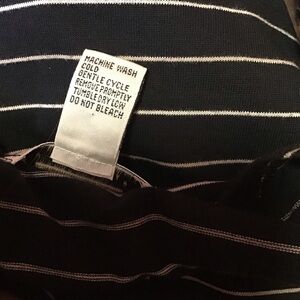 MACHINE WASH
COLD
GENTLE CYCLE
REMOVE PROMPTLY
TUMBLE DRY LOW
DO NOT BLEACH